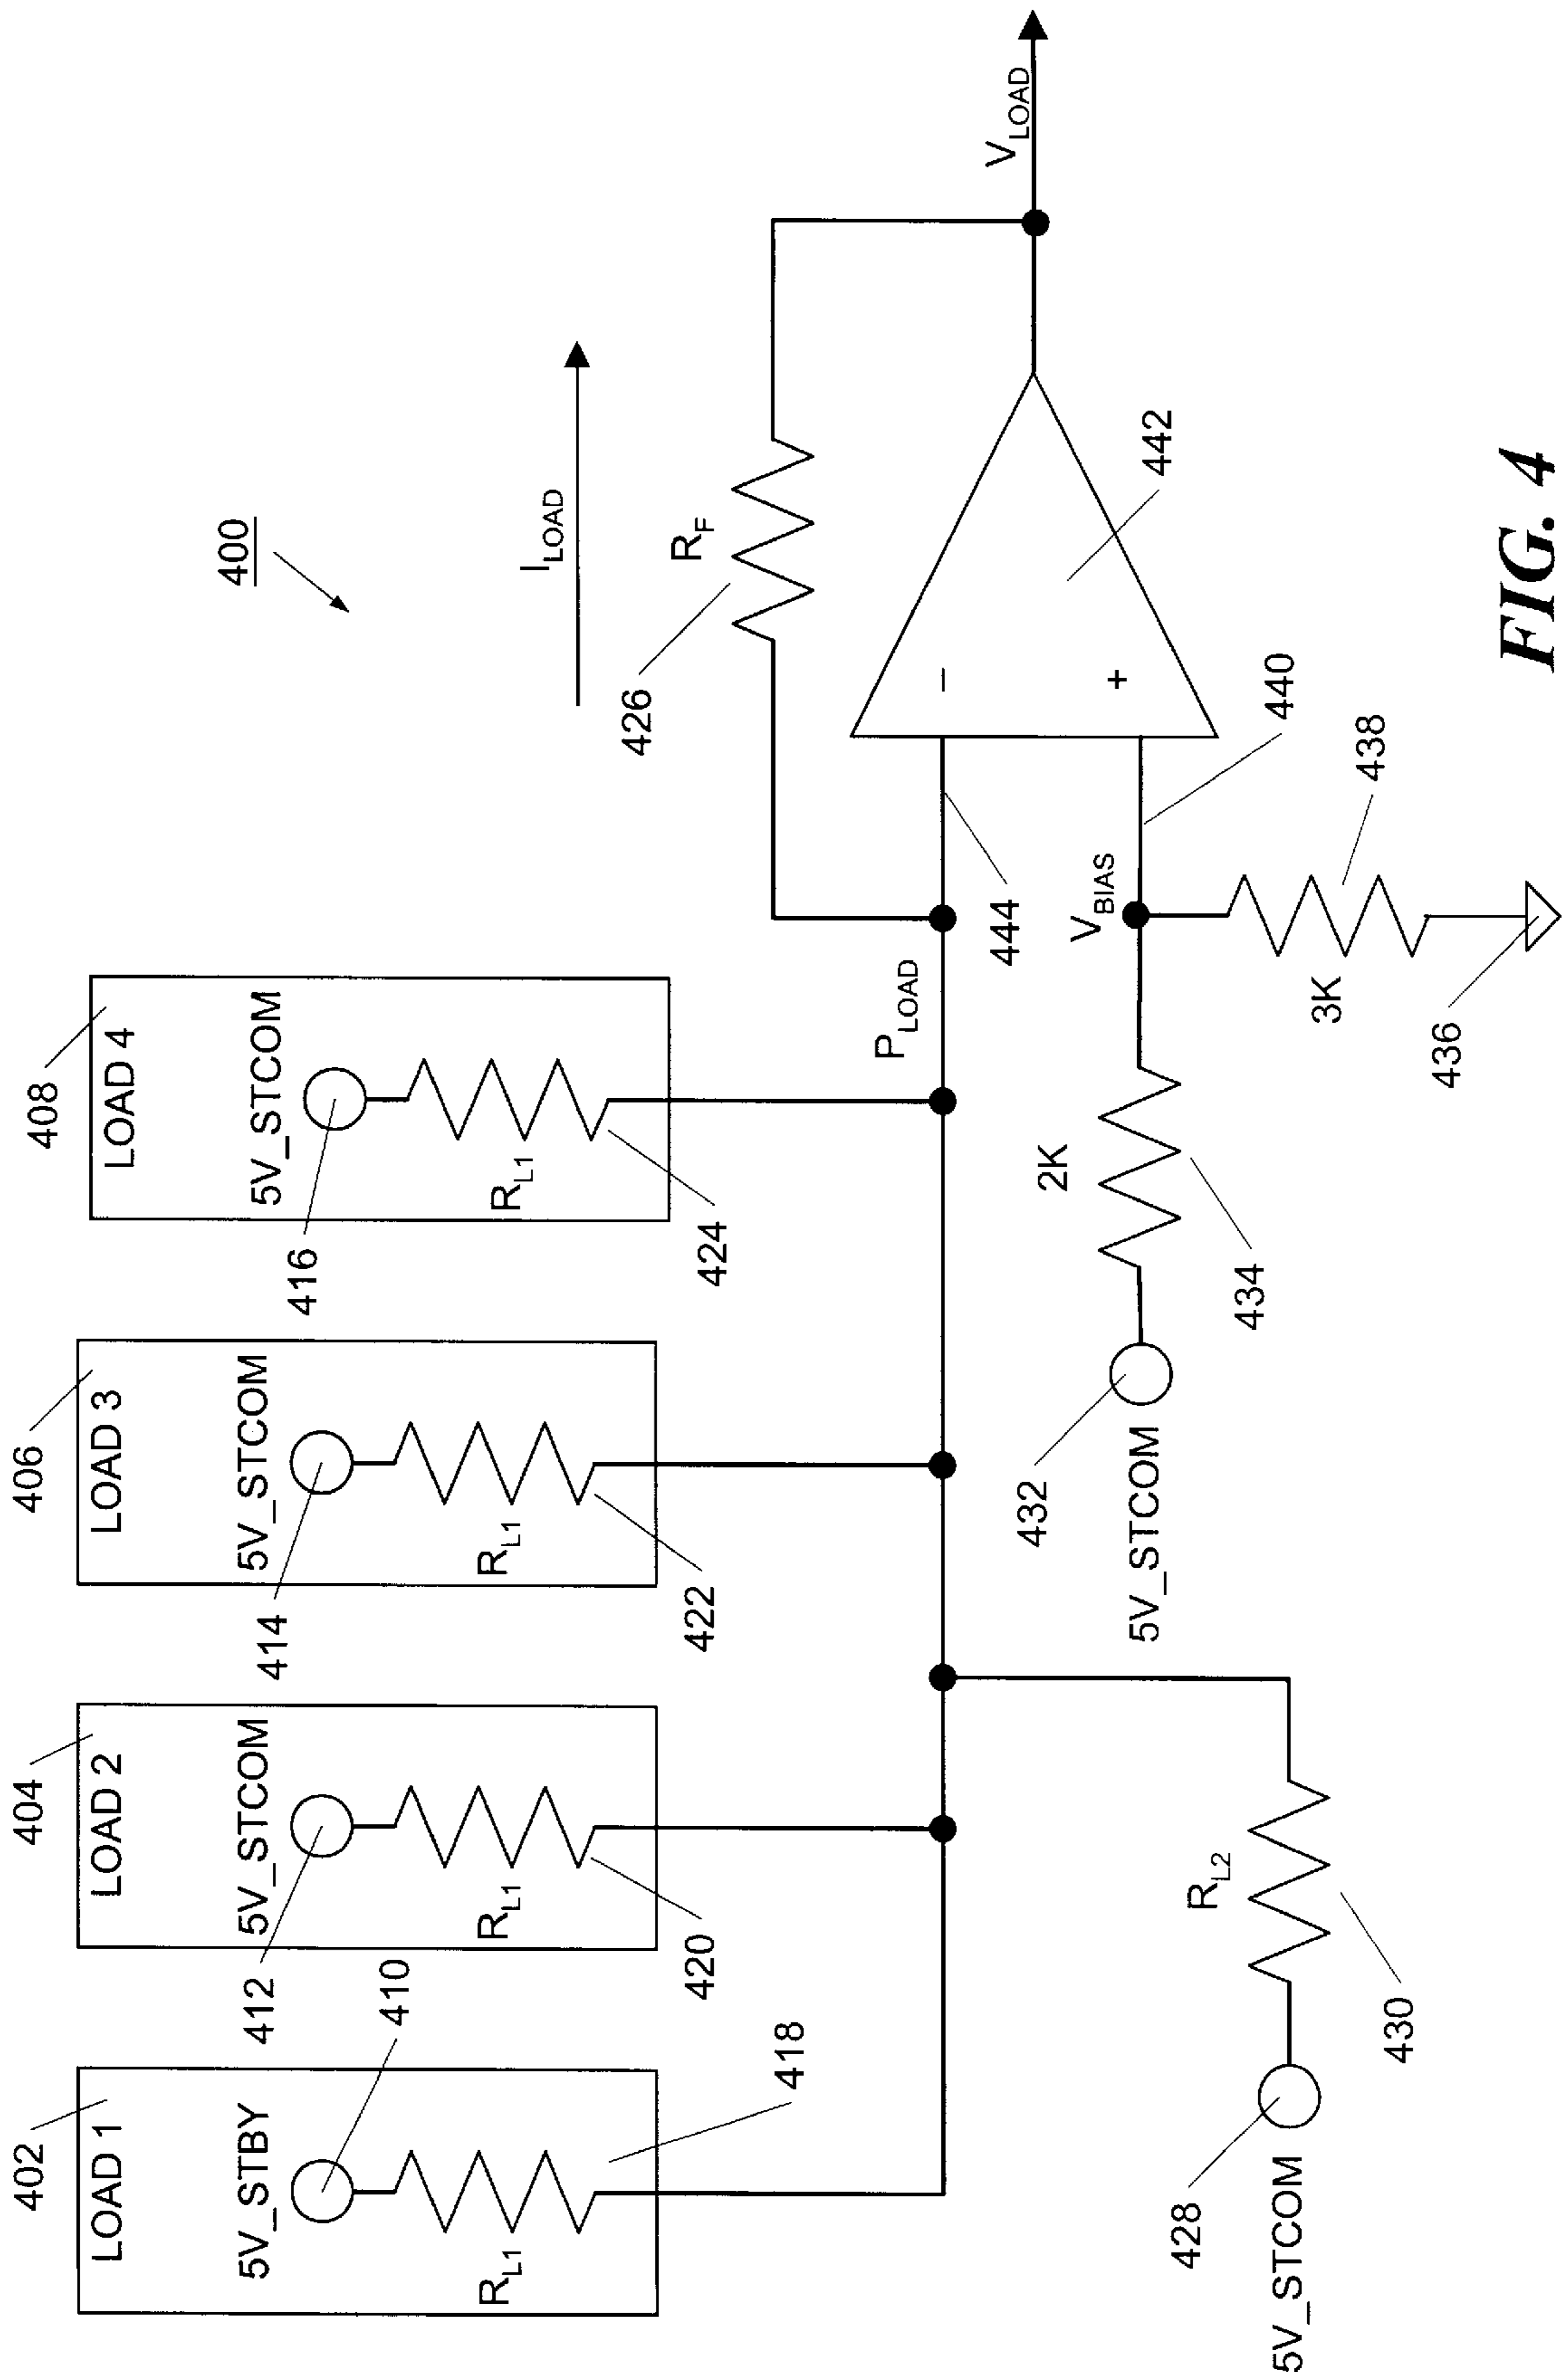 400
402
LOAD 1
5V_STBY
410
R_L1
418
404
LOAD 2
5V_STCOM
412
R_L1
420
406
LOAD 3
5V_STCOM
414
R_L1
422
408
LOAD 4
5V_STCOM
416
R_L1
424
I_LOAD
R_F
426
P_LOAD
444
V_LOAD
−
+
442
V_BIAS
440
2K
434
432
5V_STCOM
3K
438
436
R_L2
430
428
5V_STCOM
FIG. 4